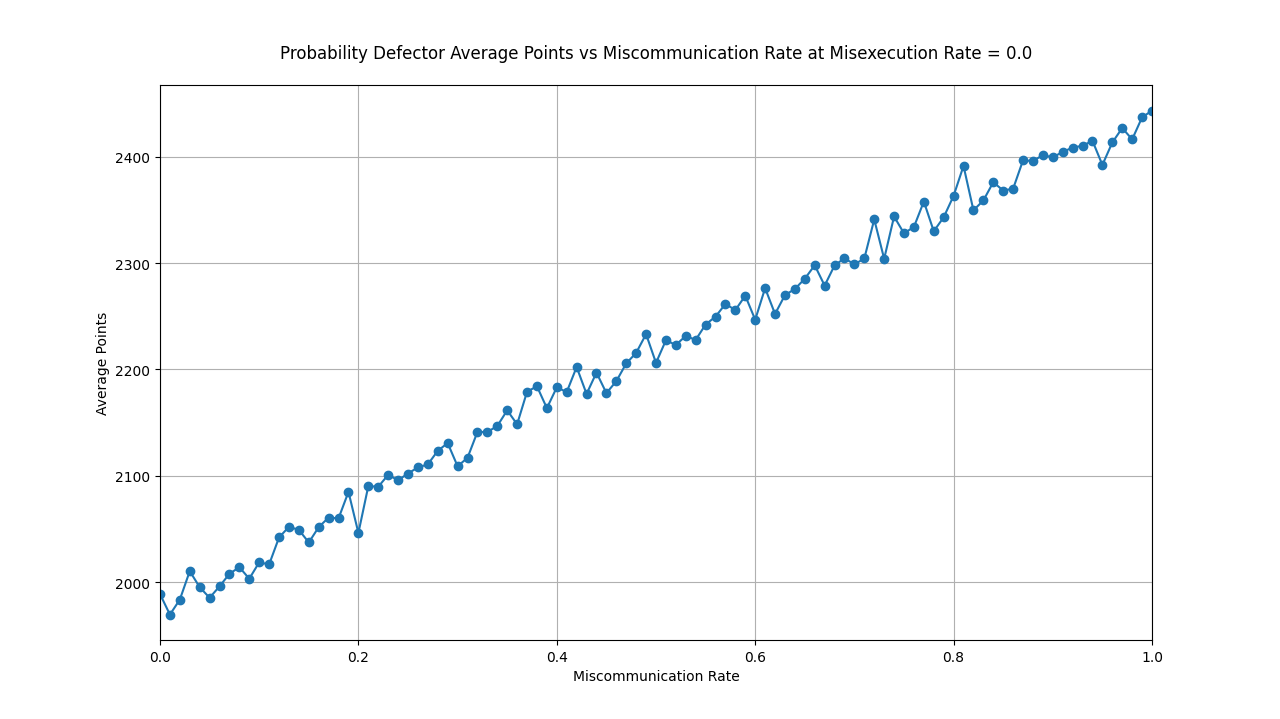 Probability Defector Average Points vs Miscommunication Rate at Misexecution Rate = 0.0
Average Points
2400
2300
2200
2100
2000
0.0 0.2 0.4 0.6 0.8 1.0
Miscommunication Rate